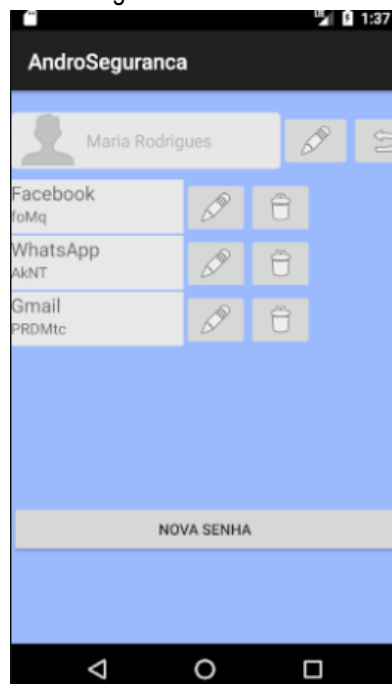 1:37
AndroSeguranca
Maria Rodrigues
Facebook
foMq
WhatsApp
AkNT
Gmail
PRDMtc
NOVA SENHA